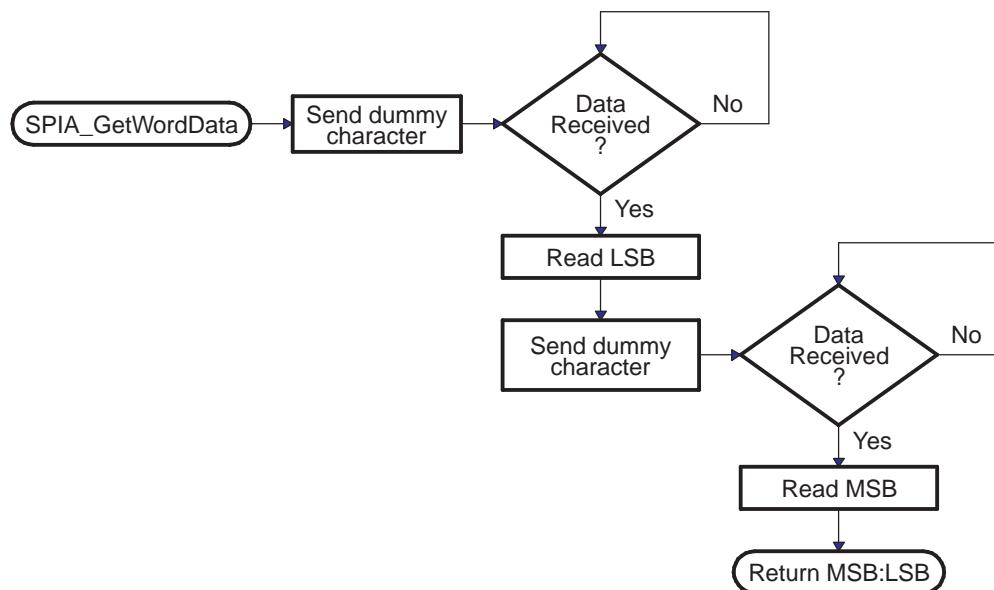 SPIA_GetWordData
Send dummy
character
Data
Received
?
No
Yes
Read LSB
Send dummy
character
Data
Received
?
No
Yes
Read MSB
Return MSB:LSB